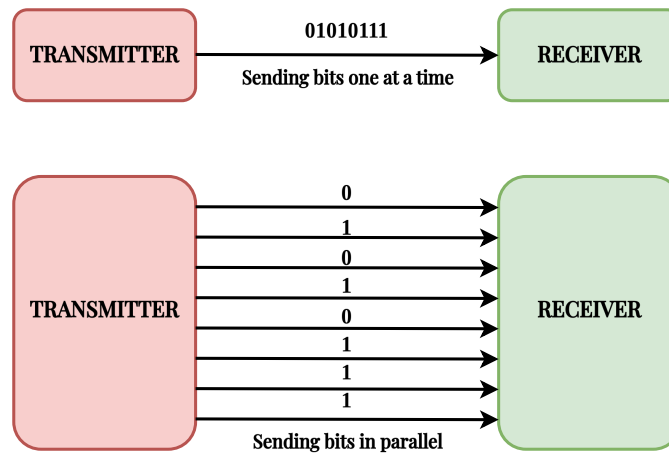 01010111
TRANSMITTER
RECEIVER
Sending bits one at a time
0
1
0
1
TRANSMITTER
RECEIVER
0
1
1
1
Sending bits in parallel